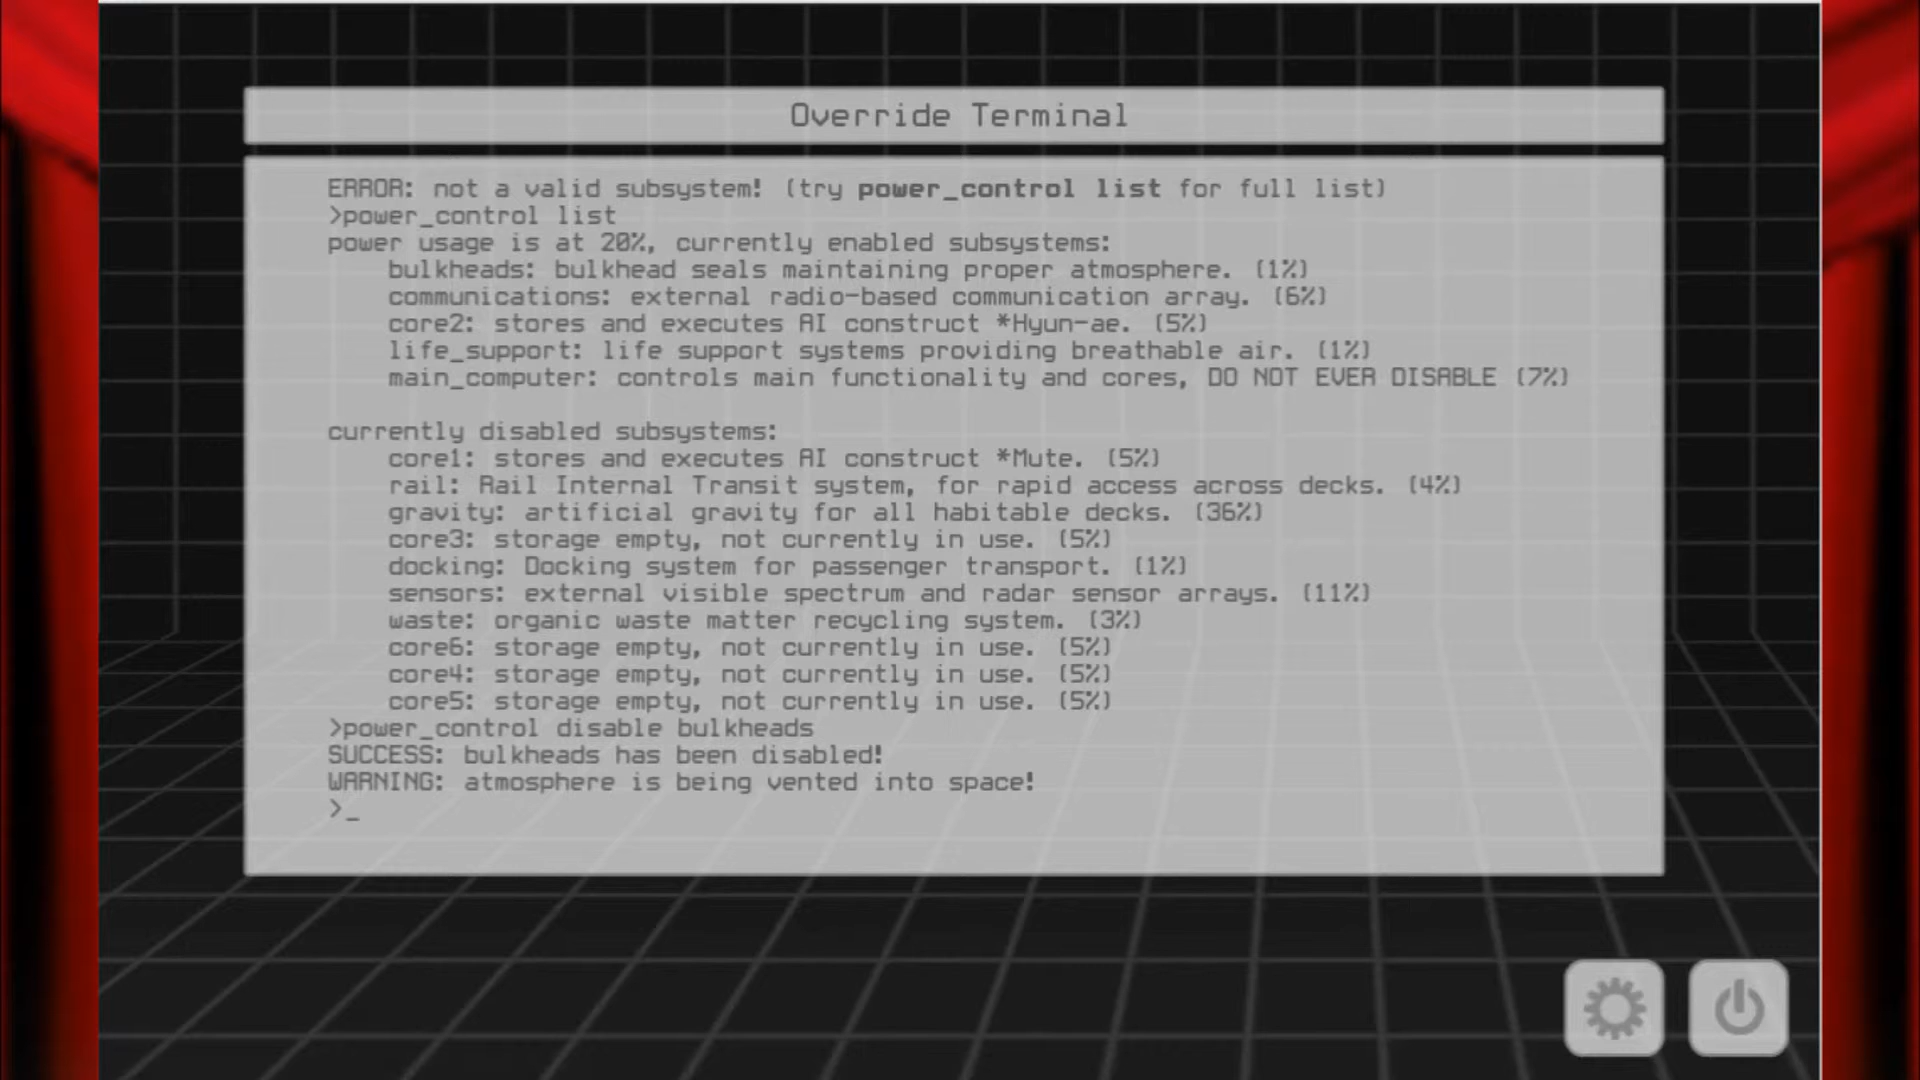 Override Terminal
ERROR: not a valid subsystem! (try power_control list for full list)
>power_control list
power usage is at 20%, currently enabled subsystems:
bulkheads: bulkhead seals maintaining proper atmosphere. (1%)
communications: external radio-based communication array. (6%)
core2: stores and executes AI construct *Hyun-ae. (5%)
life_support: life support systems providing breathable air. (1%)
main_computer: controls main functionality and cores, DO NOT EVER DISABLE (7%)
currently disabled subsystems:
core1: stores and executes AI construct *Mute. (5%)
rail: Rail Internal Transit system, for rapid access across decks. (4%)
gravity: artificial gravity for all habitable decks. (36%)
core3: storage empty, not currently in use. (5%)
docking: Docking system for passenger transport. (1%)
sensors: external visible spectrum and radar sensor arrays. (11%)
waste: organic waste matter recycling system. (3%)
core6: storage empty, not currently in use. (5%)
core4: storage empty, not currently in use. (5%)
core5: storage empty, not currently in use. (5%)
>power_control disable bulkheads
SUCCESS: bulkheads has been disabled!
WARNING: atmosphere is being vented into space!
>_